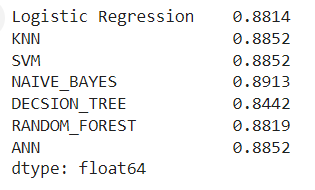 Logistic Regression 0.8814
KNN 0.8852
SVM 0.8852
NAIVE_BAYES 0.8913
DECSION_TREE 0.8442
RANDOM_FOREST 0.8819
ANN 0.8852
dtype: float64